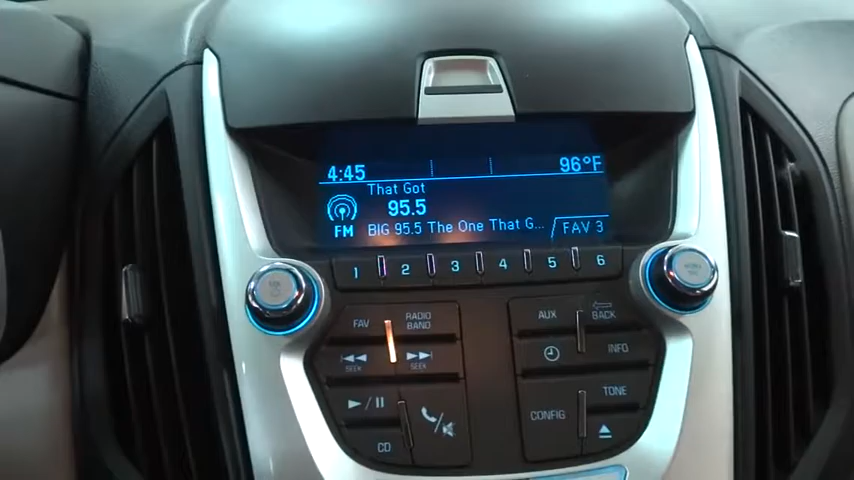 4:45 96°F
That Got
95.5
FM BIG 95.5 The One That G... FAV 3
1 2 3 4 5 6
FAV RADIO BAND AUX BACK
SEEK SEEK INFO
CONFIG TONE
CD